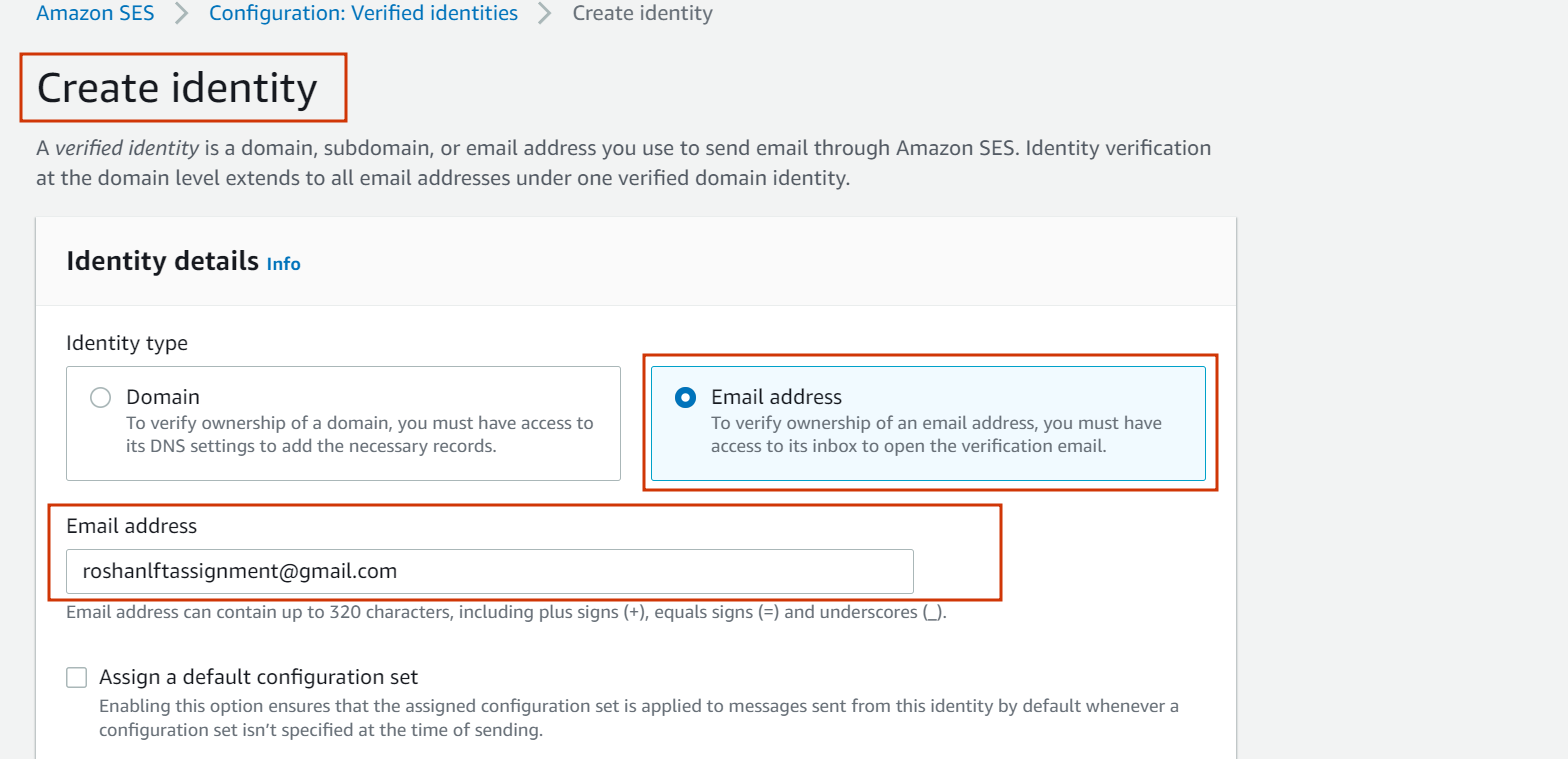 Amazon SES > Configuration: Verified identities > Create identity
Create identity
A verified identity is a domain, subdomain, or email address you use to send email through Amazon SES. Identity verification
at the domain level extends to all email addresses under one verified domain identity.
Identity details Info
Identity type
Domain
To verify ownership of a domain, you must have access to
its DNS settings to add the necessary records.
Email address
To verify ownership of an email address, you must have
access to its inbox to open the verification email.
Email address
roshanlftassignment@gmail.com
Email address can contain up to 320 characters, including plus signs (+), equals signs (=) and underscores (_).
Assign a default configuration set
Enabling this option ensures that the assigned configuration set is applied to messages sent from this identity by default whenever a
configuration set isn't specified at the time of sending.